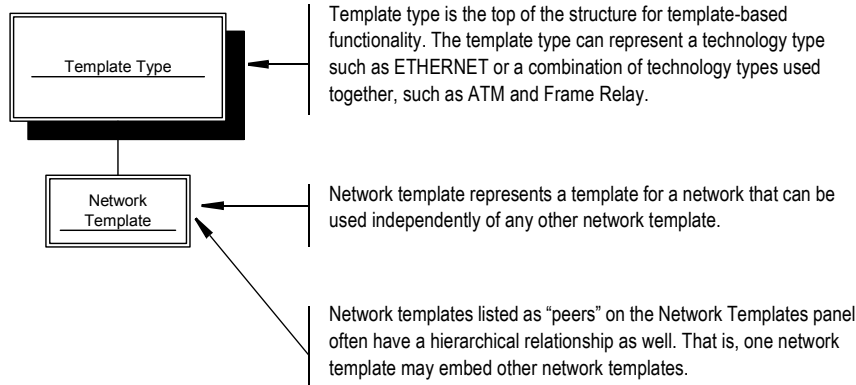 Template Type
Template type is the top of the structure for template-based
functionality. The template type can represent a technology type
such as ETHERNET or a combination of technology types used
together, such as ATM and Frame Relay.
Network
Template
Network template represents a template for a network that can be
used independently of any other network template.
Network templates listed as “peers” on the Network Templates panel
often have a hierarchical relationship as well. That is, one network
template may embed other network templates.